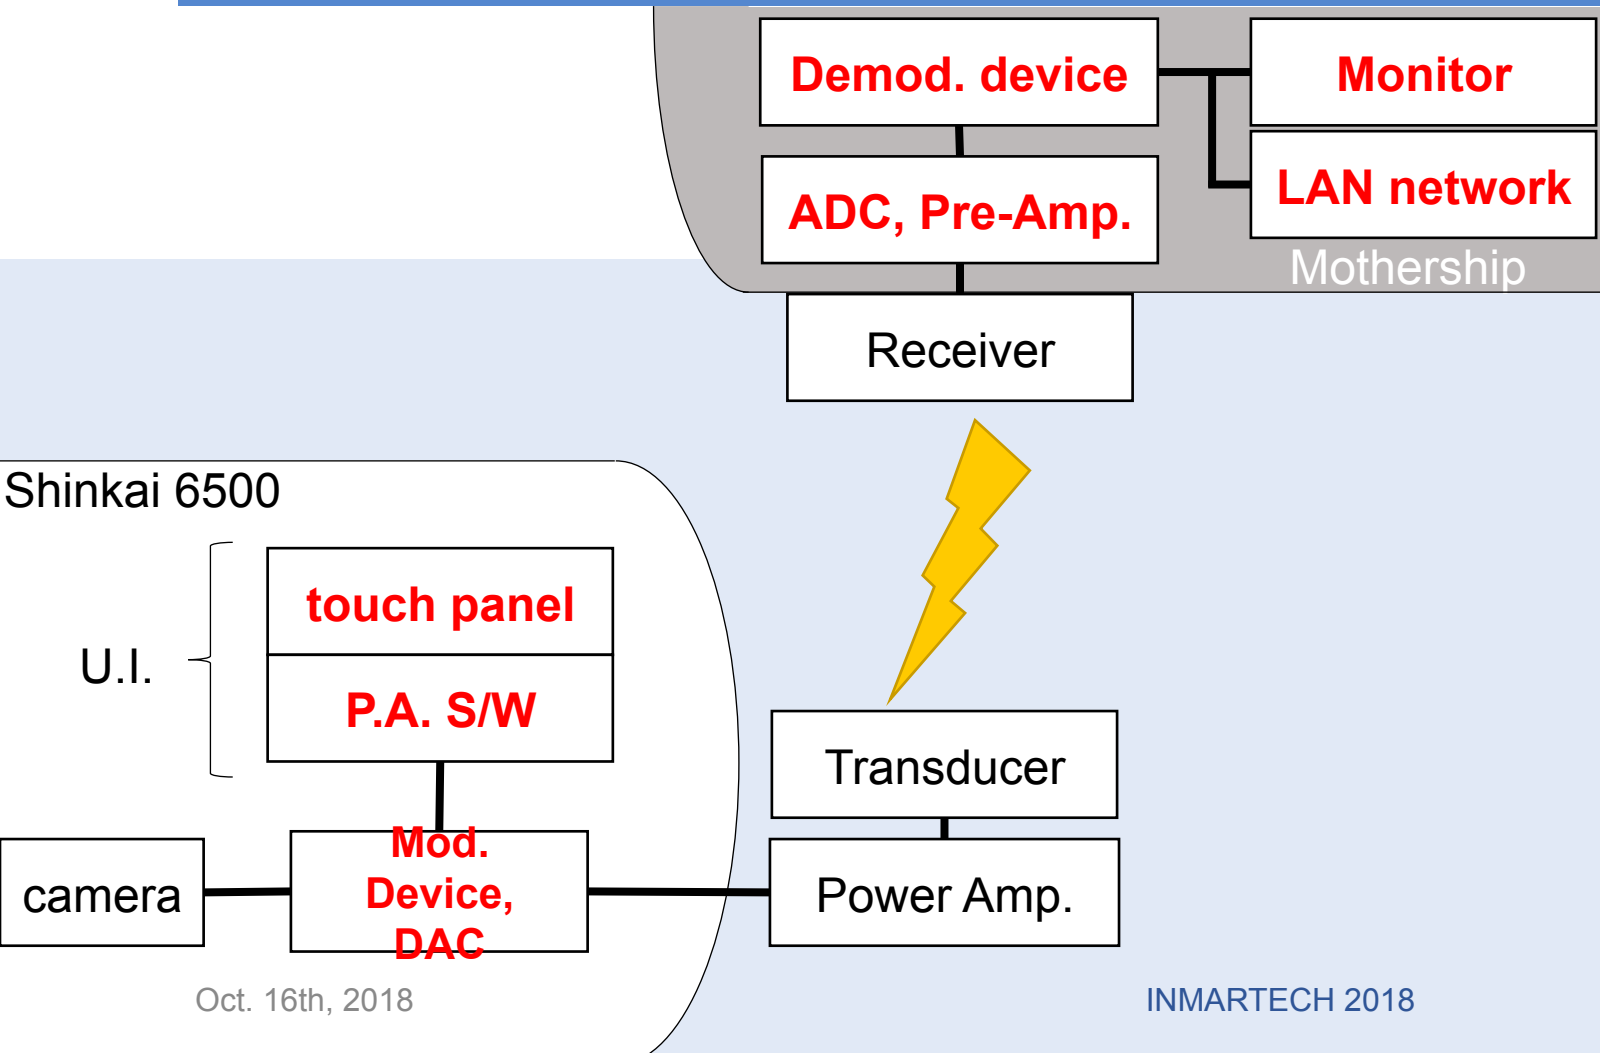 Demod. device
Monitor
ADC, Pre-Amp.
LAN network
Mothership
Receiver
Shinkai 6500
touch panel
U.I.
P.A. S/W
Transducer
camera
Mod.
Device,
DAC
Power Amp.
Oct. 16th, 2018
INMARTECH 2018